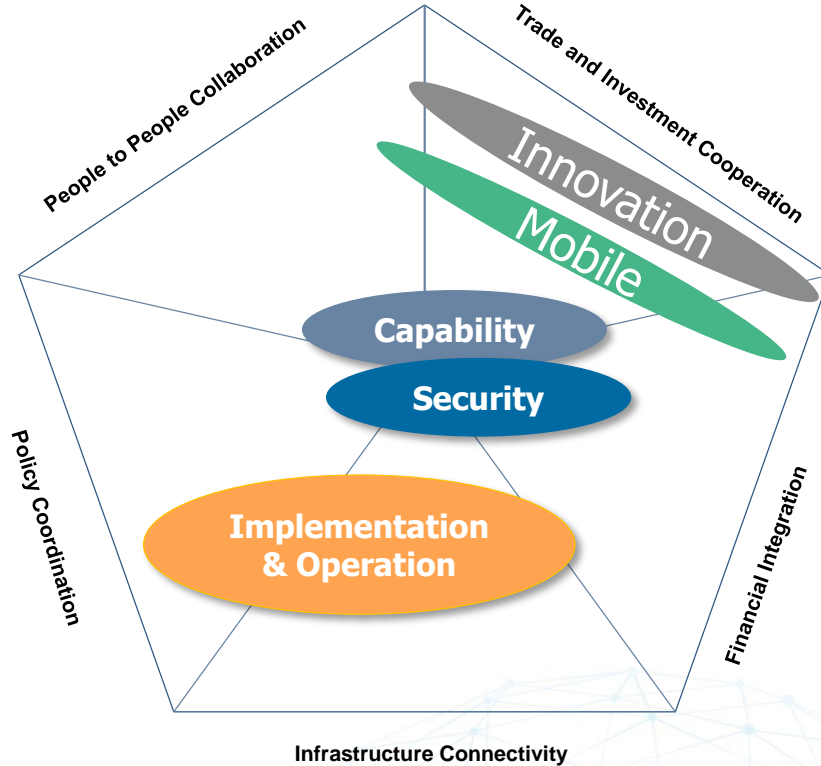 People to People Collaboration
Trade and Investment Cooperation
Innovation
Mobile
Capability
Security
Policy Coordination
Implementation
& Operation
Financial Integration
Infrastructure Connectivity